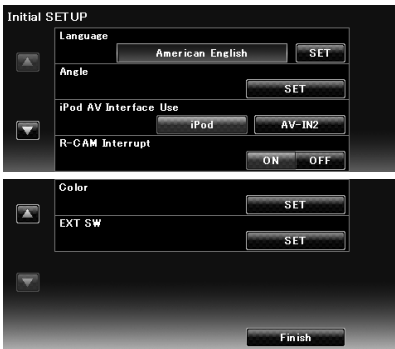 Initial SETUP
Language
American English SET
Angle
SET
iPod AV Interface Use
iPod AV-IN2
R-CAM Interrupt
ON OFF
Color
SET
EXT SW
SET
Finish